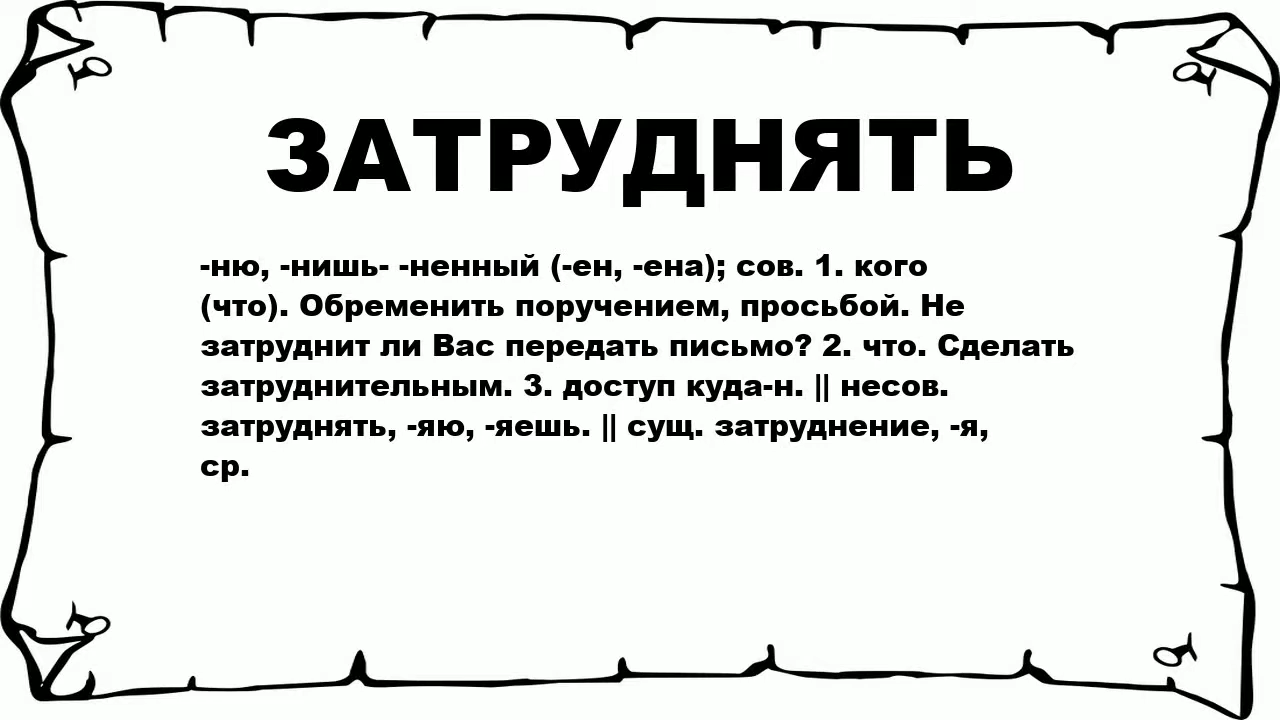 ЗАТРУДНЯТЬ
-ню, -нишь- -ненный (-ен, -ена); сов. 1. кого
(что). Обременить поручением, просьбой. Не
затруднит ли Вас передать письмо? 2. что. Сделать
затруднительным. 3. доступ куда-н. || несов.
затруднять, -яю, -яешь. || сущ. затруднение, -я,
ср.